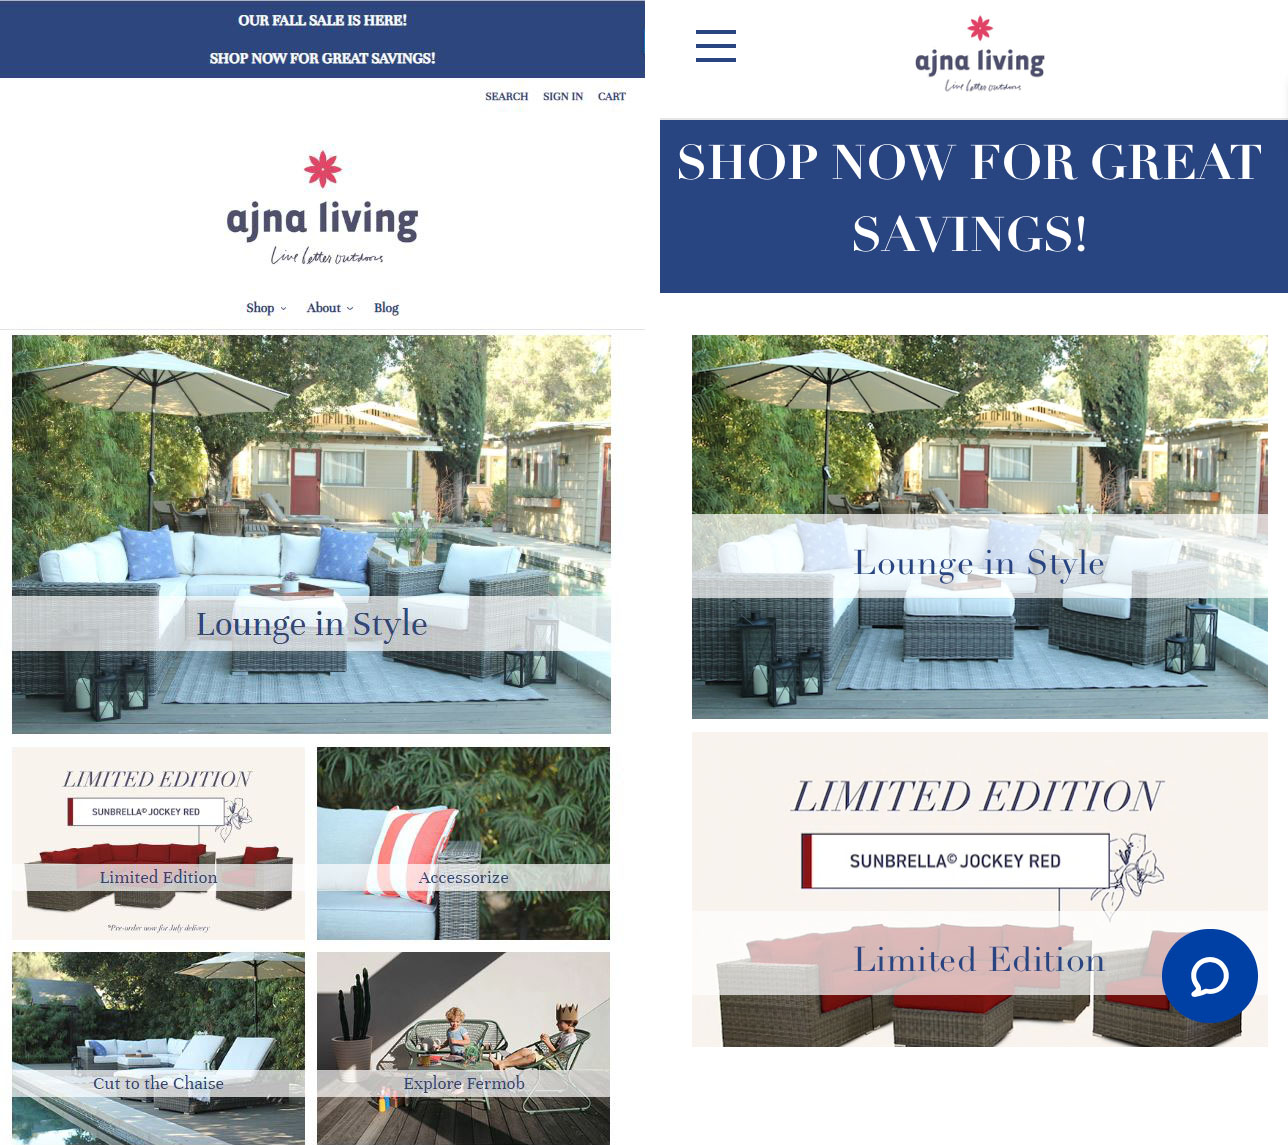 OUR FALL SALE IS HERE!
SHOP NOW FOR GREAT SAVINGS!
SEARCH SIGN IN CART
ajna living
Live better outdoors
Shop About Blog
Lounge in Style
LIMITED EDITION
SUNBRELLA© JOCKEY RED
Limited Edition
*Pre-order now for July delivery
Accessorize
Cut to the Chaise
Explore Fermob
ajna living
Live better outdoors
SHOP NOW FOR GREAT
SAVINGS!
Lounge in Style
LIMITED EDITION
SUNBRELLA© JOCKEY RED
Limited Edition